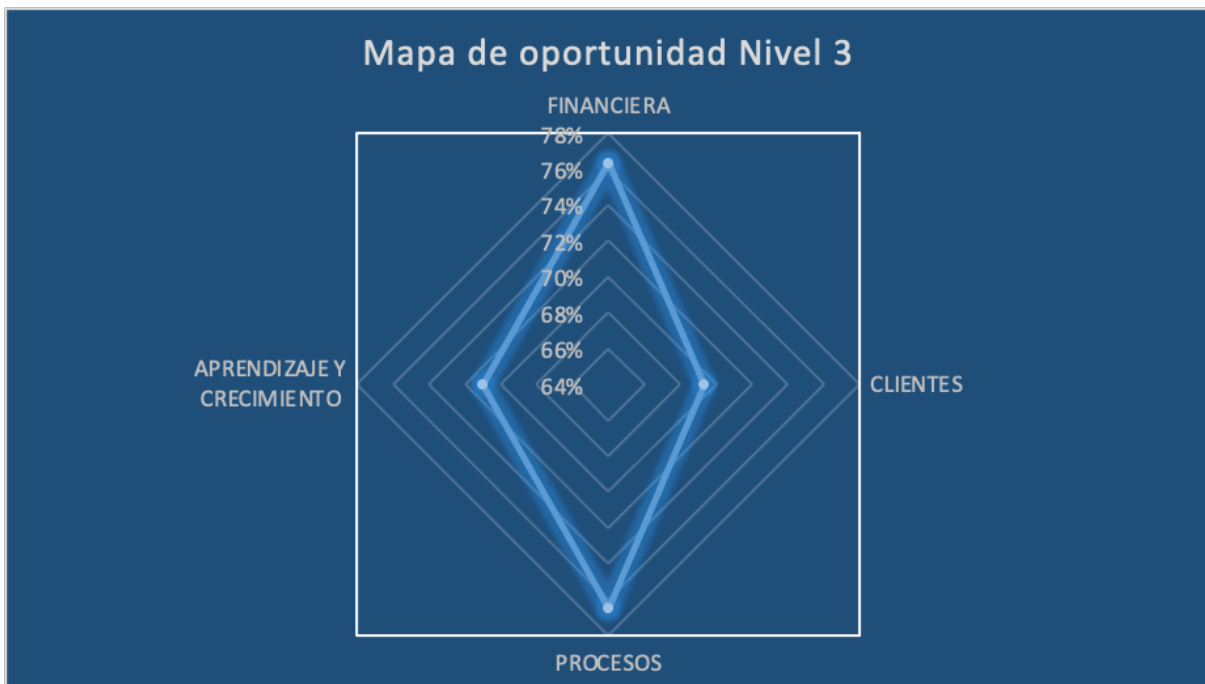 Mapa de oportunidad Nivel 3
FINANCIERA
78%
76%
74%
72%
70%
68%
66%
64%
APRENDIZAJE Y
CRECIMIENTO
CLIENTES
PROCESOS